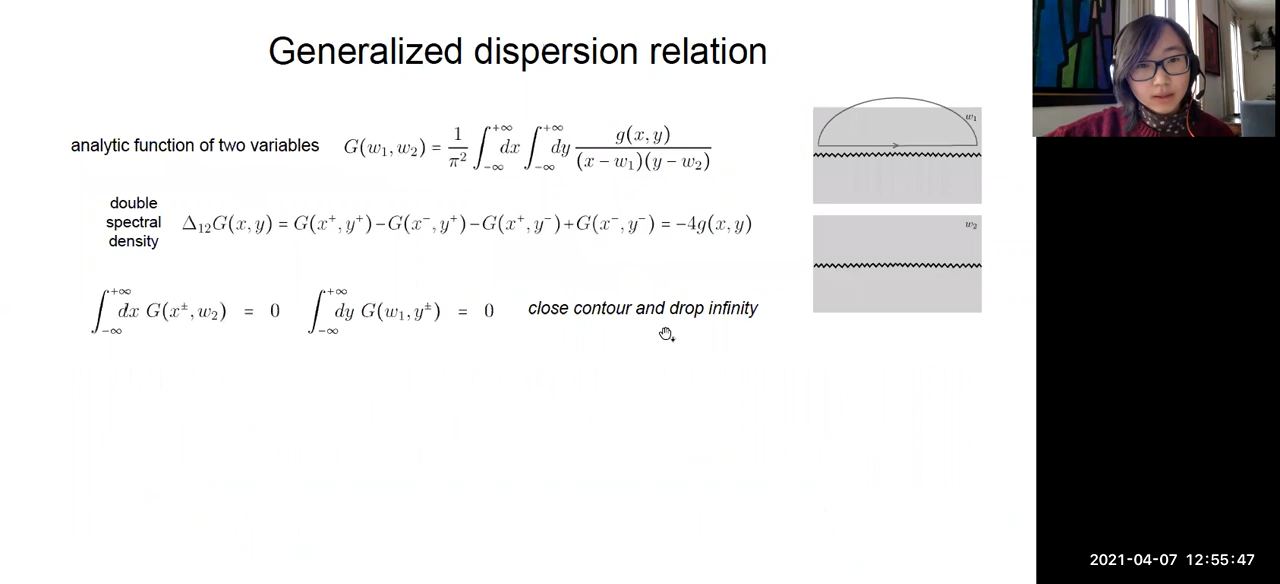 Generalized dispersion relation
analytic function of two variables G(w₁, w₂) = 1/π² ∫₋∞⁺∞ dx ∫₋∞⁺∞ dy g(x, y)/((x − w₁)(y − w₂))
double
spectral
density
Δ₁₂G(x, y) = G(x⁺, y⁺)−G(x⁻, y⁺)−G(x⁺, y⁻)+G(x⁻, y⁻) = −4g(x, y)
∫₋∞⁺∞ dx G(x±, w₂) = 0 ∫₋∞⁺∞ dy G(w₁, y±) = 0 close contour and drop infinity
w₁
w₂
2021-04-07 12:55:47